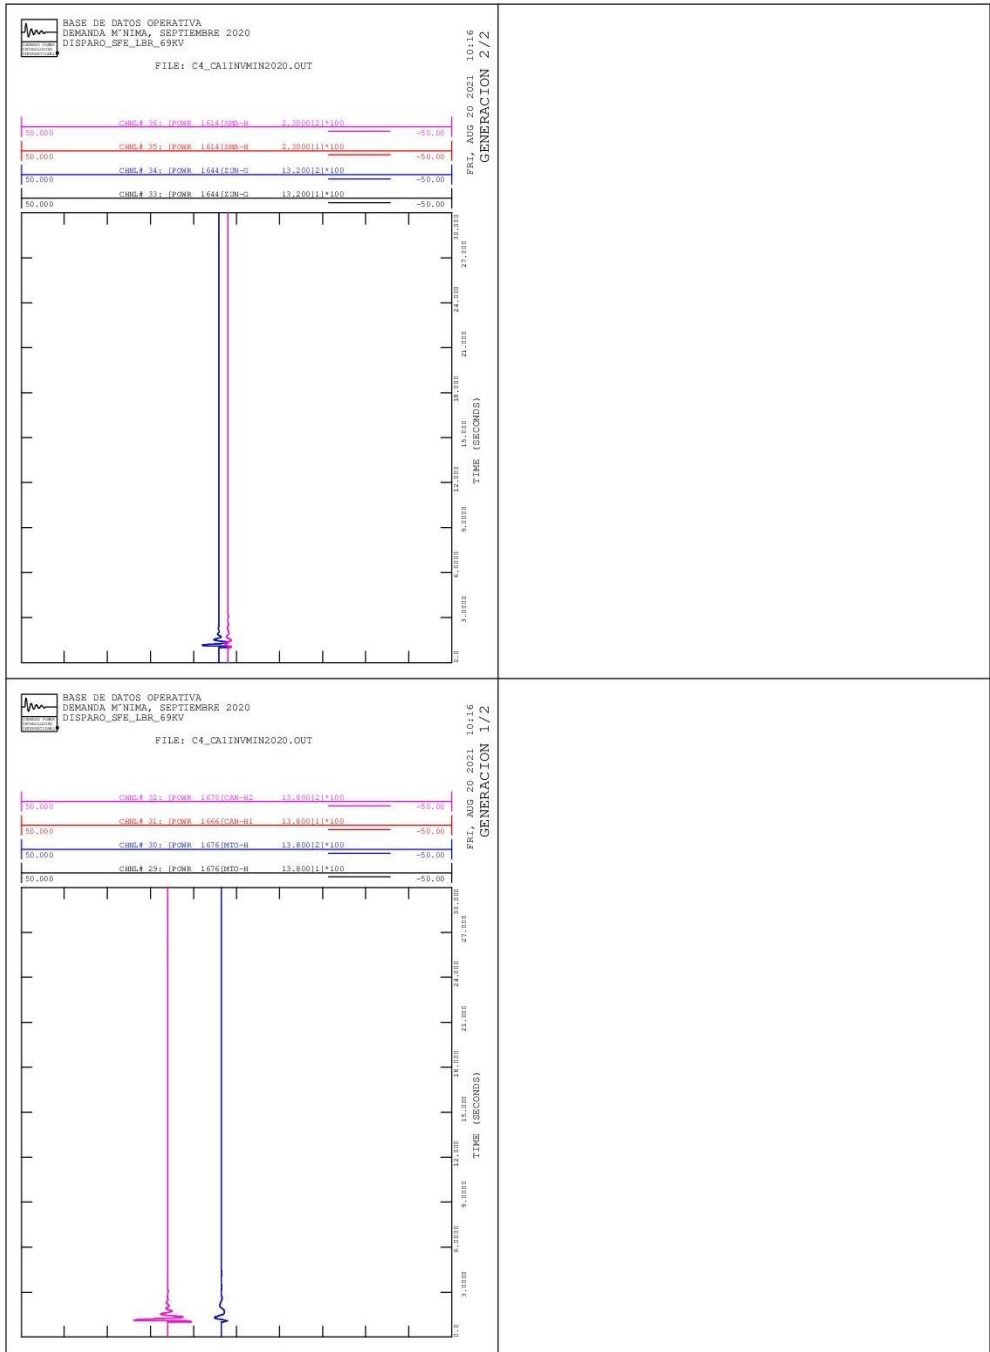 BASE DE DATOS OPERATIVA
DEMANDA M´NIMA, SEPTIEMBRE 2020
DISPARO_SFE_LBR_69KV
FILE: C4_CA1INVMIN2020.OUT
CHNL# 36: [POWR 1614[SMA-H 2.3000]2]*100
50.000 -50.00
CHNL# 35: [POWR 1614[SMA-H 2.3000]1]*100
50.000 -50.00
CHNL# 34: [POWR 1644[ZUN-G 13.200]2]*100
50.000 -50.00
CHNL# 33: [POWR 1644[ZUN-G 13.200]1]*100
50.000 -50.00
FRI, AUG 20 2021 10:16
GENERACION 2/2
30.000
27.000
24.000
21.000
18.000
15.000
12.000
9.0000
6.0000
3.0000
0.0
TIME (SECONDS)
BASE DE DATOS OPERATIVA
DEMANDA M´NIMA, SEPTIEMBRE 2020
DISPARO_SFE_LBR_69KV
FILE: C4_CA1INVMIN2020.OUT
CHNL# 32: [POWR 1670[CAN-H2 13.800]2]*100
50.000 -50.00
CHNL# 31: [POWR 1666[CAN-H1 13.800]1]*100
50.000 -50.00
CHNL# 30: [POWR 1676[MTO-H 13.800]2]*100
50.000 -50.00
CHNL# 29: [POWR 1676[MTO-H 13.800]1]*100
50.000 -50.00
FRI, AUG 20 2021 10:16
GENERACION 1/2
30.000
27.000
24.000
21.000
18.000
15.000
12.000
9.0000
6.0000
3.0000
0.0
TIME (SECONDS)